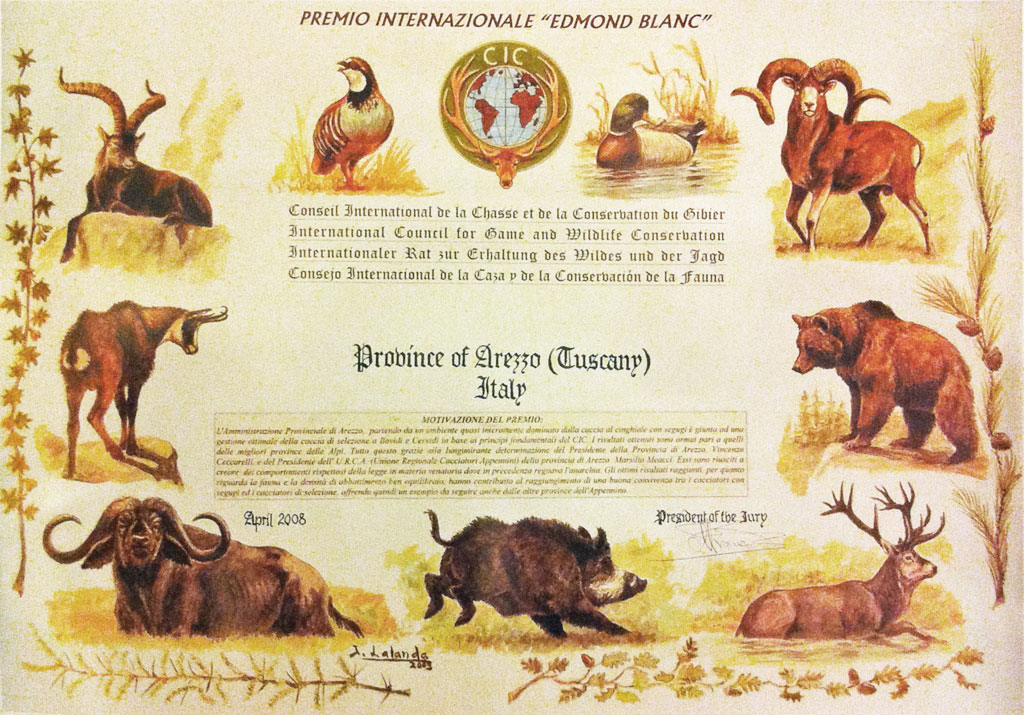 PREMIO INTERNAZIONALE "EDMOND BLANC"
CIC
Conseil International de la Chasse et de la Conservation du Gibier
International Council for Game and Wildlife Conservation
Internationaler Rat zur Erhaltung des Wildes und der Jagd
Consejo Internacional de la Caza y de la Conservación de la Fauna
Province of Arezzo (Tuscany)
Italy
MOTIVAZIONE DEL PREMIO:
L'Amministrazione Provinciale di Arezzo, partendo da un ambiente quasi interamente dominato dalla caccia al cinghiale con segugi è giunta ad una
gestione ottimale della caccia di selezione a Bovidi e Cervidi in base ai principi fondamentali del CIC. I risultati ottenuti sono ormai pari a quelli
delle migliori province delle Alpi. Tutto questo grazie alla lungimirante determinazione del Presidente della Provincia di Arezzo, Vincenzo
Ceccarelli, e del Presidente dell'U.R.C.A. (Unione Regionale Cacciatori Appennini) della provincia di Arezzo Marsilio Meacci. Essi sono riusciti a
creare dei comportamenti rispettosi della legge in materia venatoria dove in precedenza regnava l'anarchia. Gli ottimi risultati raggiunti, per quanto
riguarda la fauna e la densità di abbattimento ben equilibrato, hanno contribuito al raggiungimento di una buona convivenza tra i cacciatori con
segugi ed i cacciatori di selezione, offrendo quindi un esempio da seguire anche dalle altre province dell'Appennino.
April 2008
President of the Jury
J. Lalanda
2003